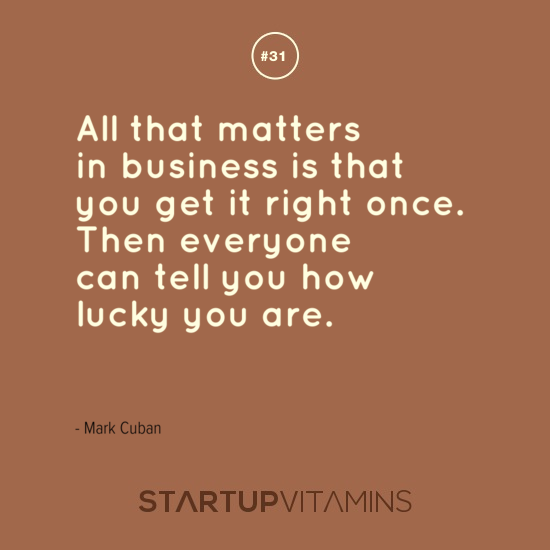 #31
All that matters
in business is that
you get it right once.
Then everyone
can tell you how
lucky you are.
- Mark Cuban
STARTUPVITAMINS